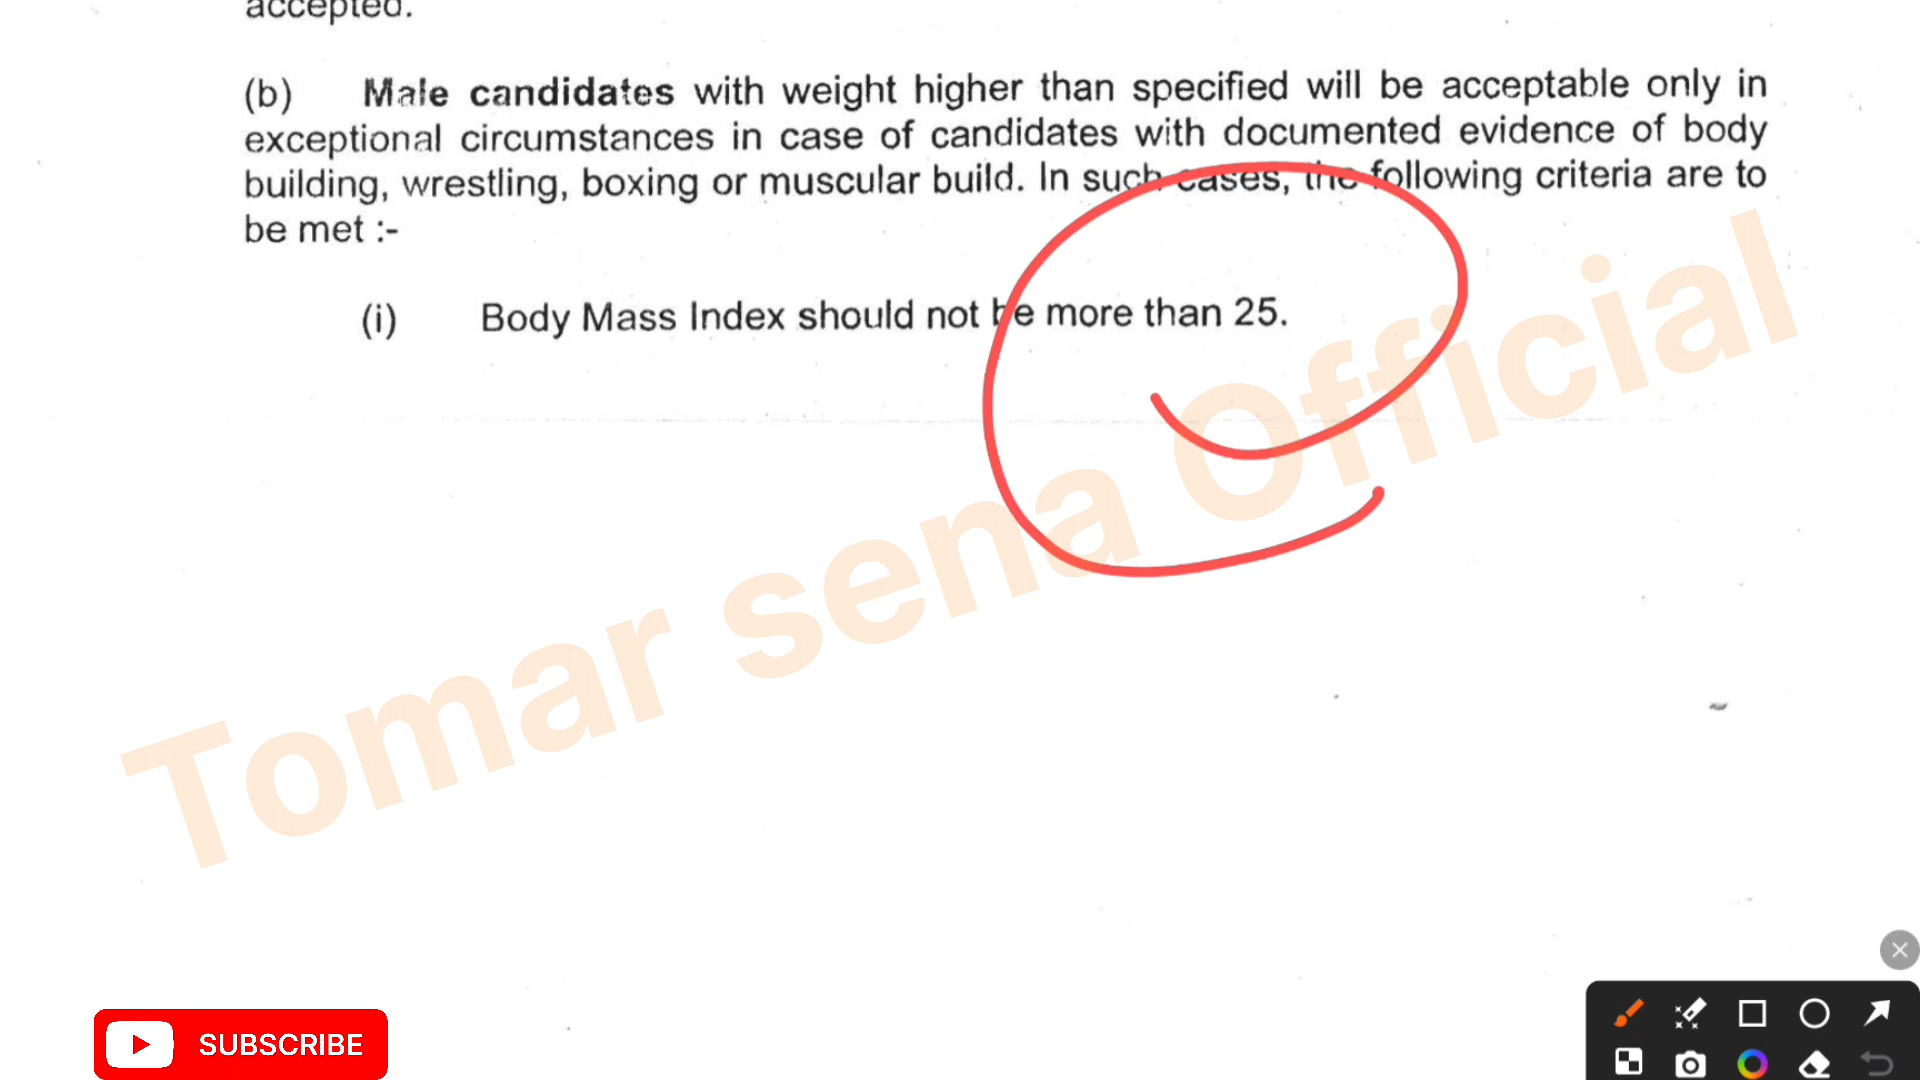 accepted.
(b) Male candidates with weight higher than specified will be acceptable only in
exceptional circumstances in case of candidates with documented evidence of body
building, wrestling, boxing or muscular build. In such cases, the following criteria are to
be met :-
(i) Body Mass Index should not be more than 25.
Tomar sena Official
SUBSCRIBE